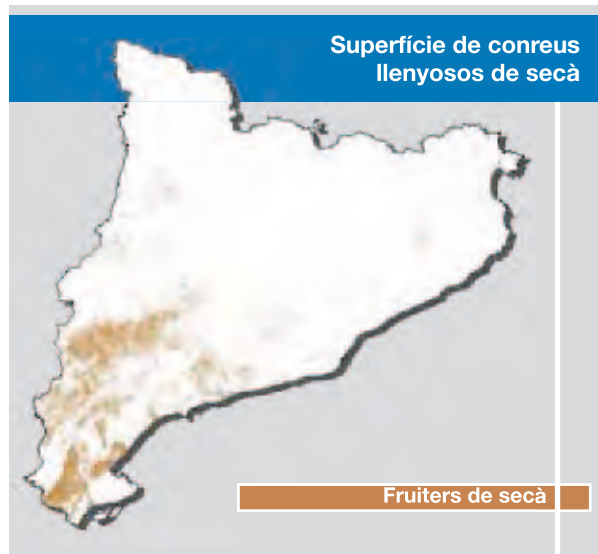 Superfície de conreus
llenyosos de secà
Fruiters de secà